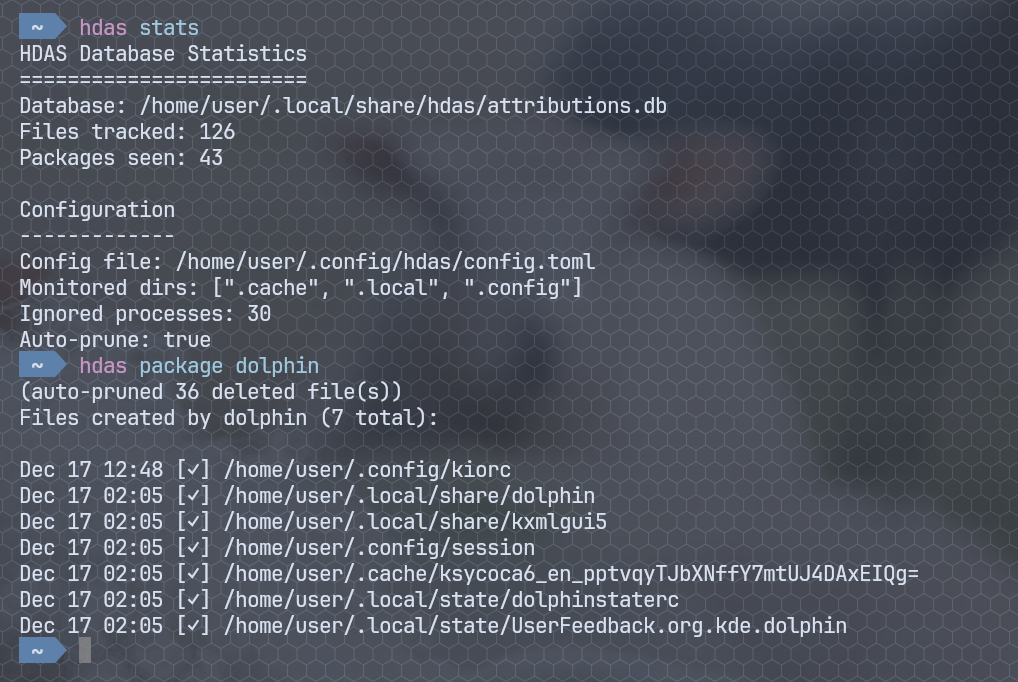 ~ hdas stats
HDAS Database Statistics
========================
Database: /home/user/.local/share/hdas/attributions.db
Files tracked: 126
Packages seen: 43
Configuration
-------------
Config file: /home/user/.config/hdas/config.toml
Monitored dirs: [".cache", ".local", ".config"]
Ignored processes: 30
Auto-prune: true
~ hdas package dolphin
(auto-pruned 36 deleted file(s))
Files created by dolphin (7 total):
Dec 17 12:48 [✓] /home/user/.config/kiorc
Dec 17 02:05 [✓] /home/user/.local/share/dolphin
Dec 17 02:05 [✓] /home/user/.local/share/kxmlgui5
Dec 17 02:05 [✓] /home/user/.config/session
Dec 17 02:05 [✓] /home/user/.cache/ksycoca6_en_pptvqyTJbXNffY7mtUJ4DAxEIQg=
Dec 17 02:05 [✓] /home/user/.local/state/dolphinstaterc
Dec 17 02:05 [✓] /home/user/.local/state/UserFeedback.org.kde.dolphin
~